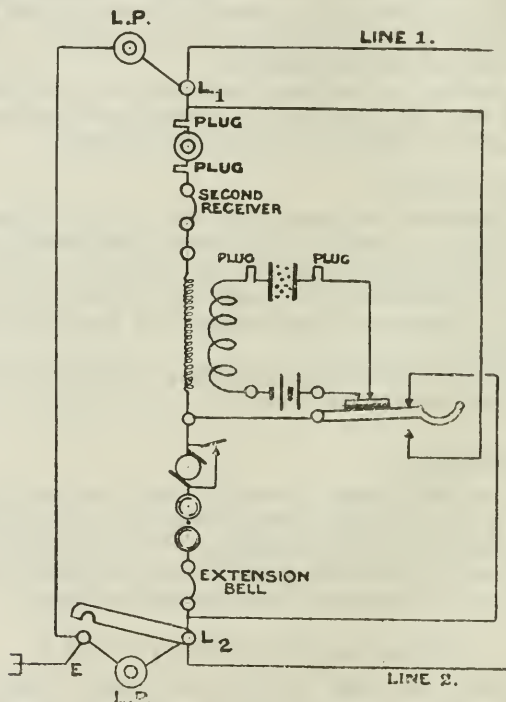 L.P.
LINE 1.
L1
PLUG
PLUG
SECOND
RECEIVER
PLUG
PLUG
EXTENSION
BELL
L2
E
L.P
LINE 2.